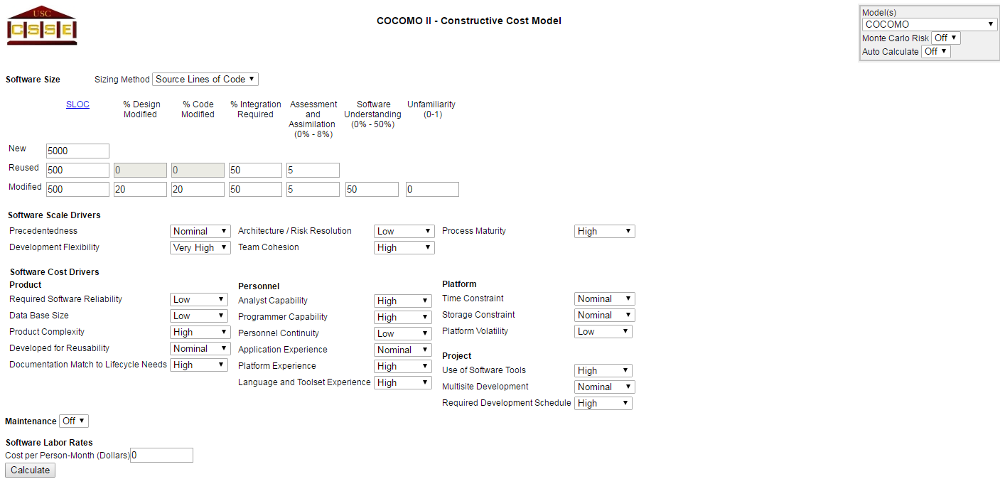 USC
CSSE
COCOMO II - Constructive Cost Model
Model(s)
COCOMO
Monte Carlo Risk Off
Auto Calculate Off
Software Size Sizing Method Source Lines of Code
SLOC % Design Modified % Code Modified % Integration Required Assessment and Assimilation (0% - 8%) Software Understanding (0% - 50%) Unfamiliarity (0-1)
New 5000
Reused 500 0 0 50 5
Modified 500 20 20 50 5 50 0
Software Scale Drivers
Precedentedness Nominal Architecture / Risk Resolution Low Process Maturity High
Development Flexibility Very High Team Cohesion High
Software Cost Drivers
Product
Required Software Reliability Low
Data Base Size Low
Product Complexity High
Developed for Reusability Nominal
Documentation Match to Lifecycle Needs High
Personnel
Analyst Capability High
Programmer Capability High
Personnel Continuity Low
Application Experience Nominal
Platform Experience High
Language and Toolset Experience High
Platform
Time Constraint Nominal
Storage Constraint Nominal
Platform Volatility Low
Project
Use of Software Tools High
Multisite Development Nominal
Required Development Schedule High
Maintenance Off
Software Labor Rates
Cost per Person-Month (Dollars) 0
Calculate